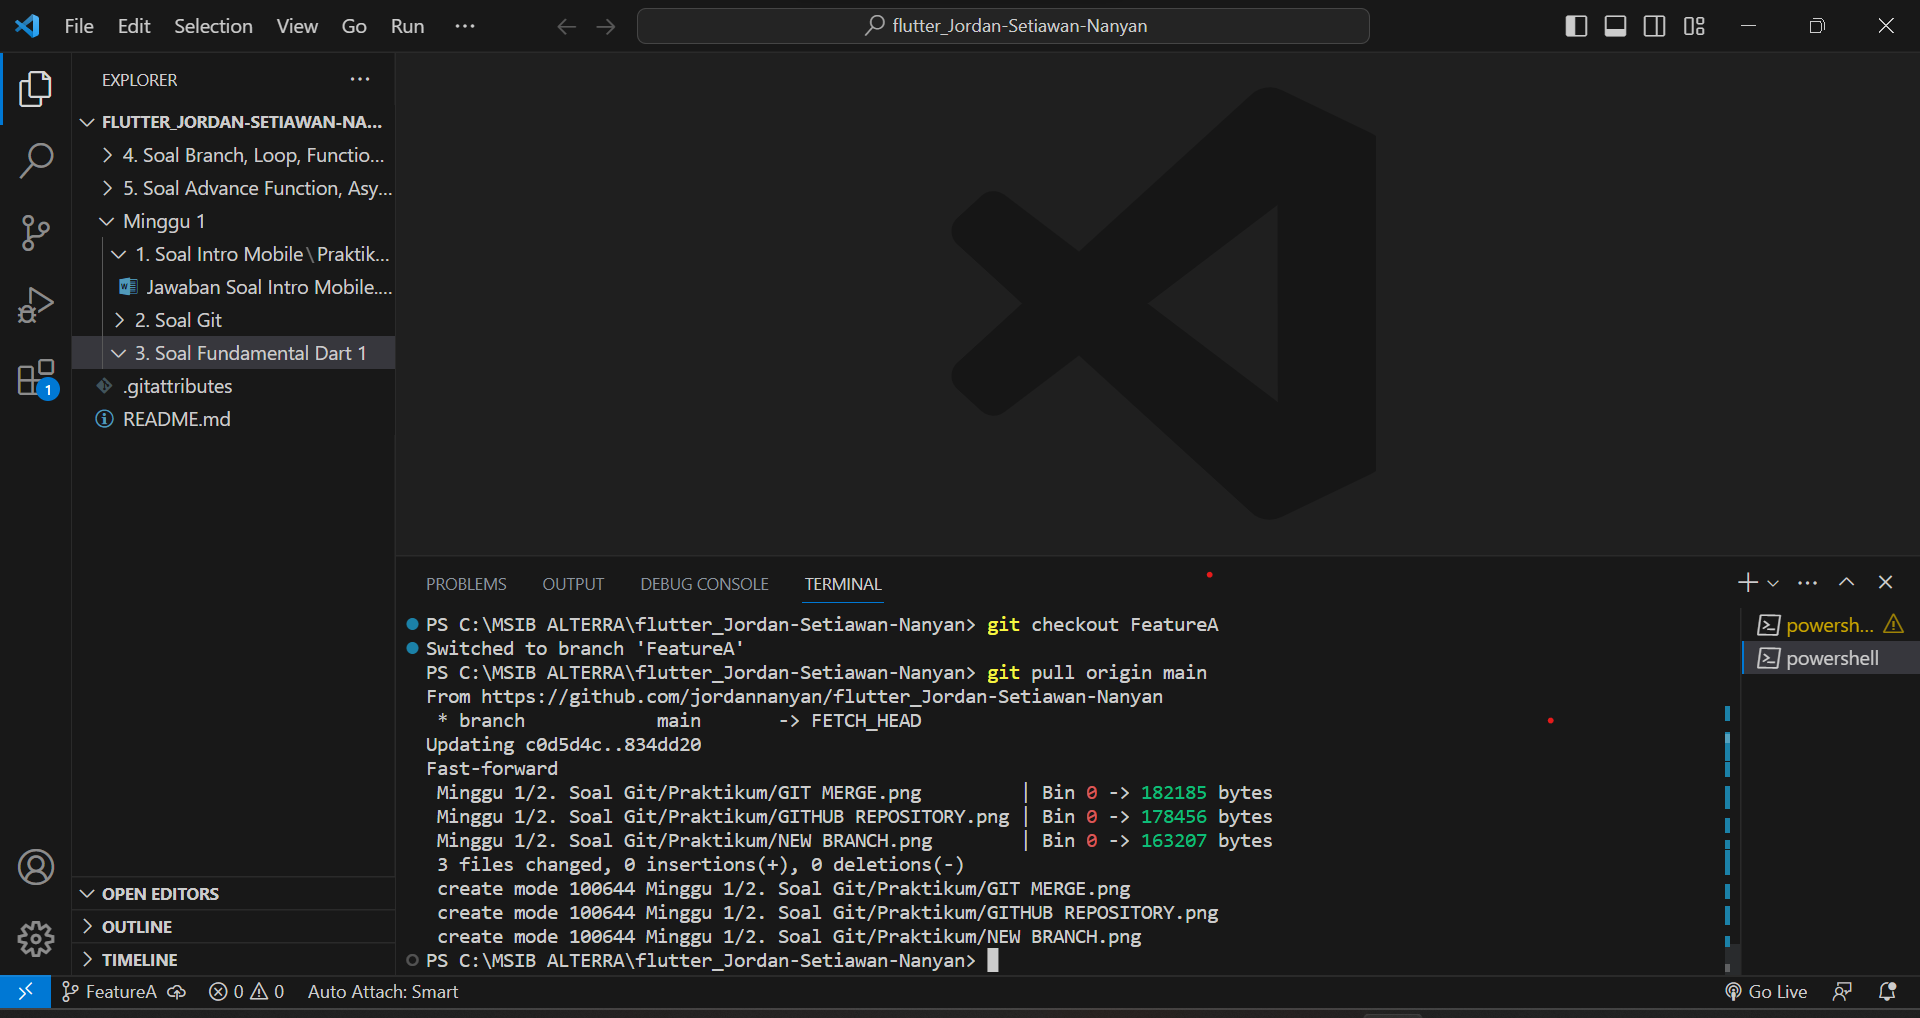 File Edit Selection View Go Run ···
flutter_Jordan-Setiawan-Nanyan
EXPLORER
FLUTTER_JORDAN-SETIAWAN-NA...
4. Soal Branch, Loop, Functio...
5. Soal Advance Function, Asy...
Minggu 1
1. Soal Intro Mobile\Praktik...
Jawaban Soal Intro Mobile....
2. Soal Git
3. Soal Fundamental Dart 1
.gitattributes
README.md
1
OPEN EDITORS
OUTLINE
TIMELINE
PROBLEMS OUTPUT DEBUG CONSOLE TERMINAL
PS C:\MSIB ALTERRA\flutter_Jordan-Setiawan-Nanyan> git checkout FeatureA
Switched to branch 'FeatureA'
PS C:\MSIB ALTERRA\flutter_Jordan-Setiawan-Nanyan> git pull origin main
From https://github.com/jordannanyan/flutter_Jordan-Setiawan-Nanyan
* branch            main       -> FETCH_HEAD
Updating c0d5d4c..834dd20
Fast-forward
Minggu 1/2. Soal Git/Praktikum/GIT MERGE.png         | Bin 0 -> 182185 bytes
Minggu 1/2. Soal Git/Praktikum/GITHUB REPOSITORY.png | Bin 0 -> 178456 bytes
Minggu 1/2. Soal Git/Praktikum/NEW BRANCH.png        | Bin 0 -> 163207 bytes
3 files changed, 0 insertions(+), 0 deletions(-)
create mode 100644 Minggu 1/2. Soal Git/Praktikum/GIT MERGE.png
create mode 100644 Minggu 1/2. Soal Git/Praktikum/GITHUB REPOSITORY.png
create mode 100644 Minggu 1/2. Soal Git/Praktikum/NEW BRANCH.png
PS C:\MSIB ALTERRA\flutter_Jordan-Setiawan-Nanyan>
powersh...
powershell
FeatureA 0 0 Auto Attach: Smart
Go Live